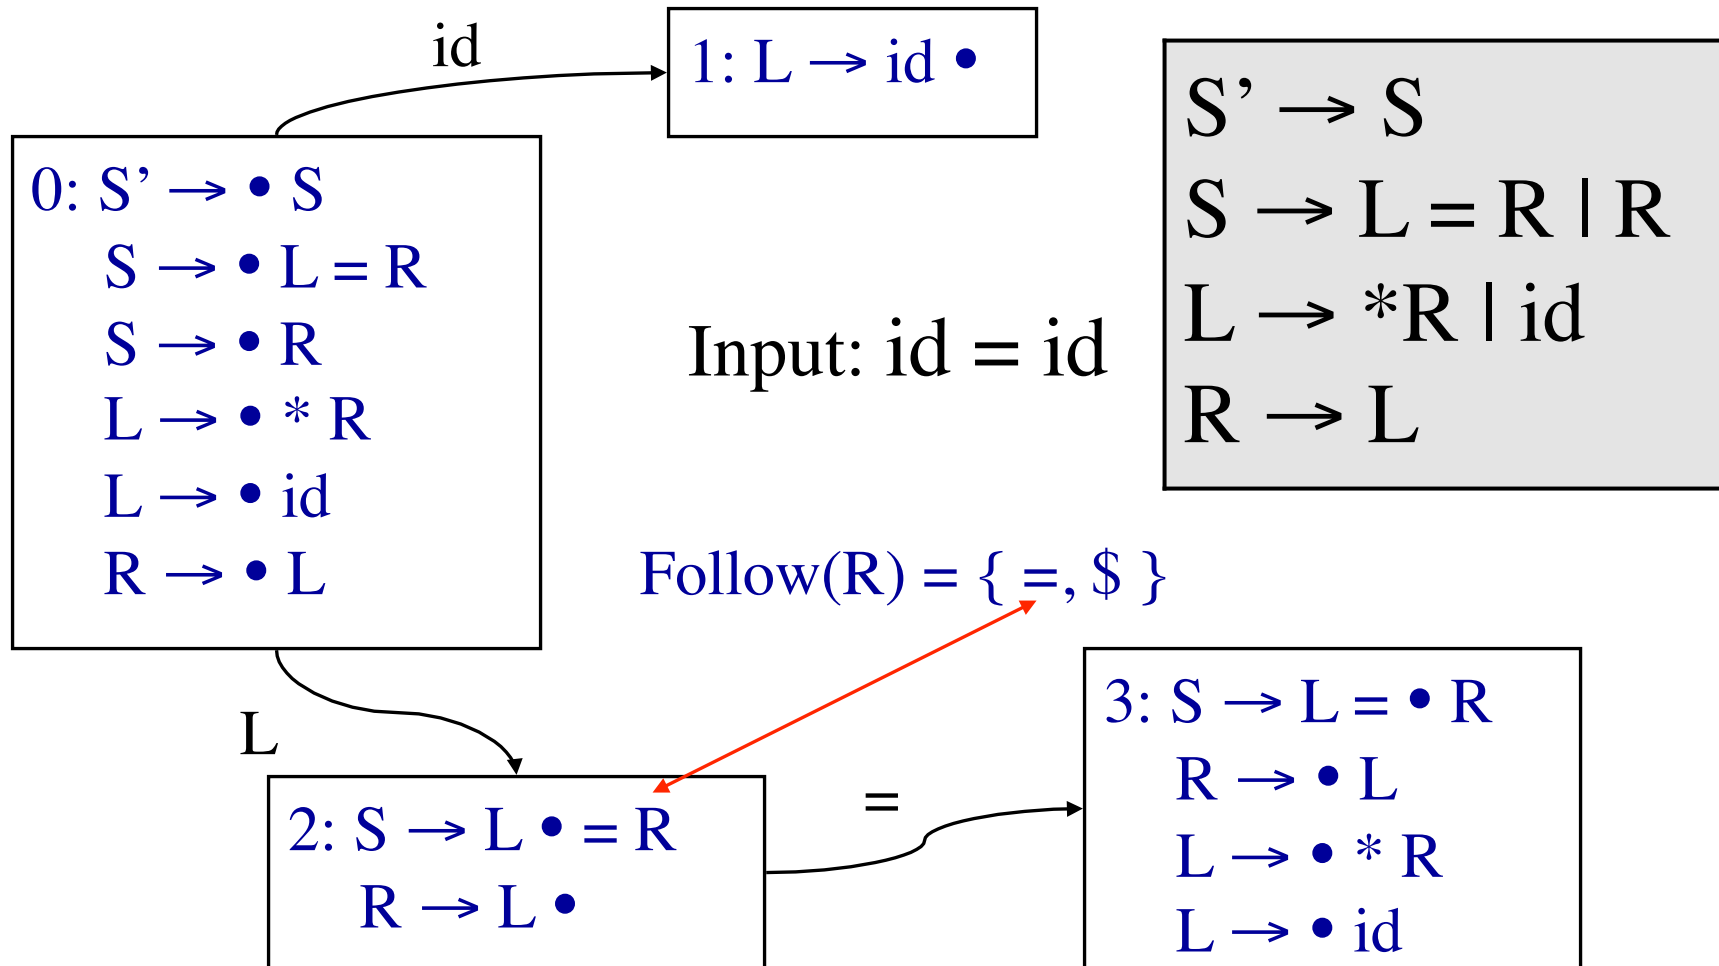 id
1: L → id •
S’ → S
S → L = R | R
L → *R | id
R → L
0: S’ → • S
S → • L = R
S → • R
L → • * R
L → • id
R → • L
Input: id = id
Follow(R) = { =, $ }
L
2: S → L • = R
R → L •
=
3: S → L = • R
R → • L
L → • * R
L → • id